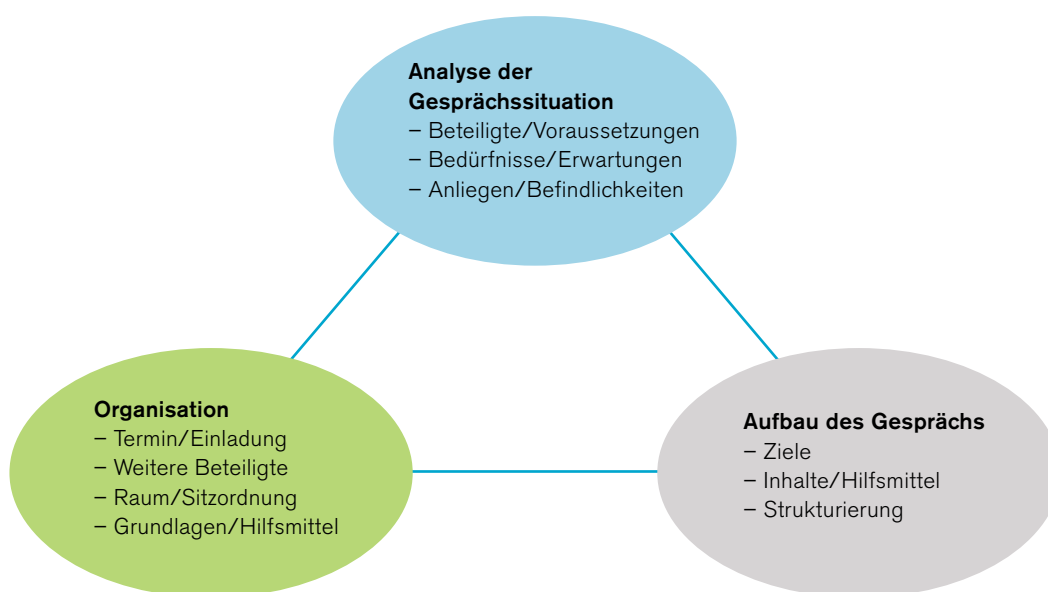 Analyse der
Gesprächssituation
– Beteiligte/Voraussetzungen
– Bedürfnisse/Erwartungen
– Anliegen/Befindlichkeiten
Organisation
– Termin/Einladung
– Weitere Beteiligte
– Raum/Sitzordnung
– Grundlagen/Hilfsmittel
Aufbau des Gesprächs
– Ziele
– Inhalte/Hilfsmittel
– Strukturierung